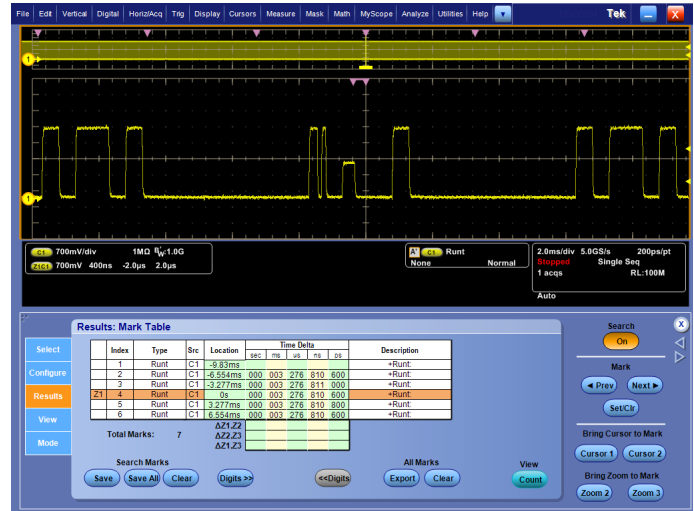 File Edit Vertical Digital Horiz/Acq Trig Display Cursors Measure Mask Math MyScope Analyze Utilities Help Tek X
1
1
C1 700mV/div 1MΩ BW:1.0G
Z1C1 700mV 400ns -2.0µs 2.0µs
A' C1 Runt
None Normal
2.0ms/div 5.0GS/s 200ps/pt
Stopped Single Seq
1 acqs RL:100M
Auto
Results: Mark Table
X
Select
Configure
Results
View
Mode
Index Type Src Location Time Delta Description
sec ms us ns ps
1 Runt C1 -9.83ms +Runt:
2 Runt C1 -6.554ms 000 003 276 810 600 +Runt:
3 Runt C1 -3.277ms 000 003 276 811 000 +Runt:
Z1 4 Runt C1 0s 000 003 276 810 600 +Runt:
5 Runt C1 3.277ms 000 003 276 810 600 +Runt:
6 Runt C1 6.554ms 000 003 276 810 600 +Runt:
ΔZ1,Z2
Total Marks: 7 ΔZ2,Z3
ΔZ1,Z3
Search Marks
Save Save All Clear
Digits >>
<<Digits
All Marks
Export Clear
View
Count
Search
On
Mark
◄ Prev Next ►
Set/Clr
Bring Cursor to Mark
Cursor 1 Cursor 2
Bring Zoom to Mark
Zoom 2 Zoom 3